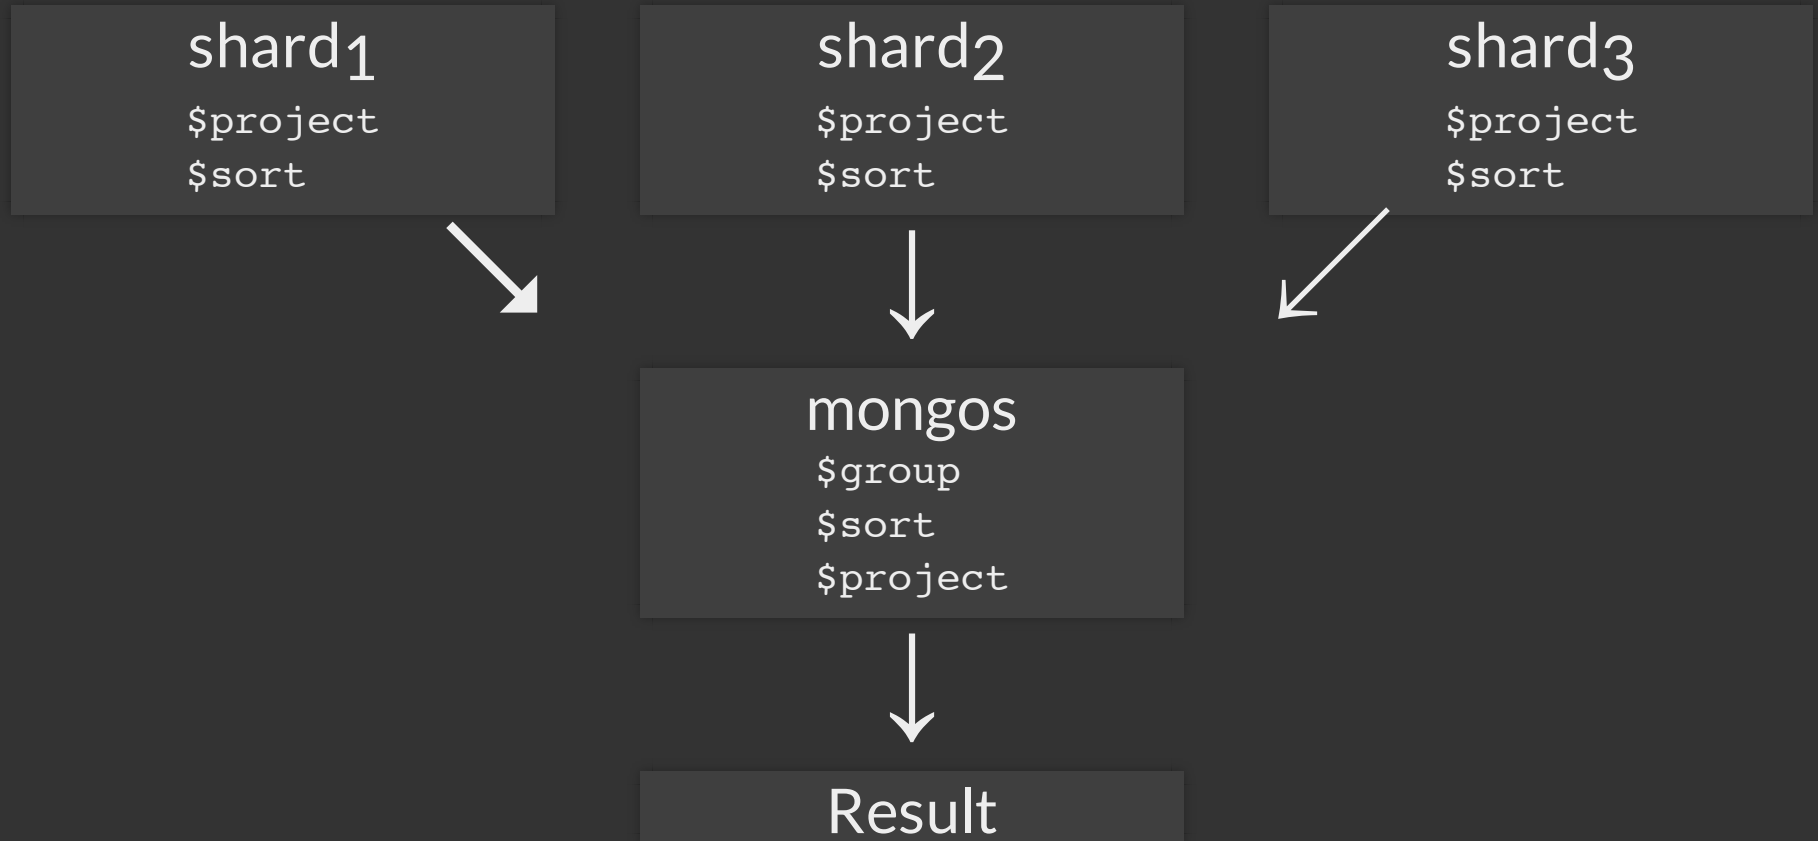 shard1
$project
$sort
shard2
$project
$sort
shard3
$project
$sort
mongos
$group
$sort
$project
Result